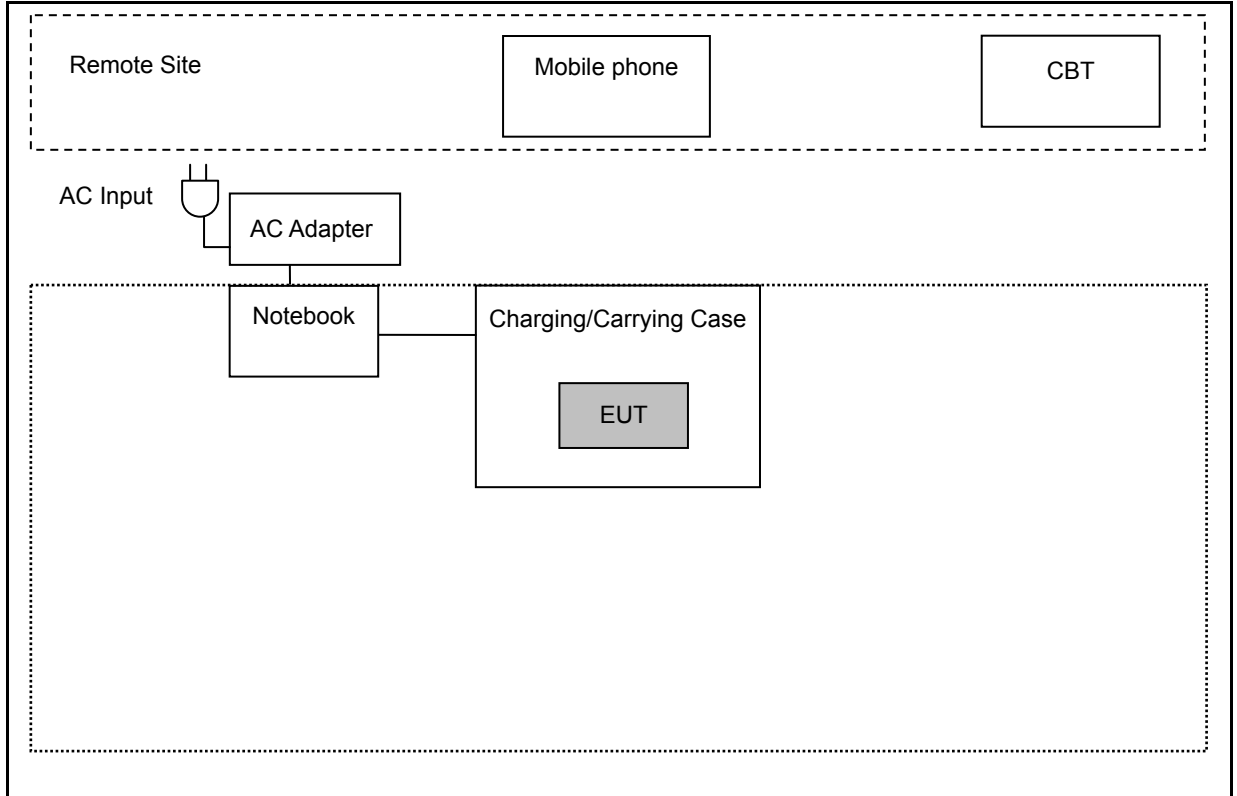 Remote Site
Mobile phone
CBT
AC Input
AC Adapter
Notebook
Charging/Carrying Case
EUT